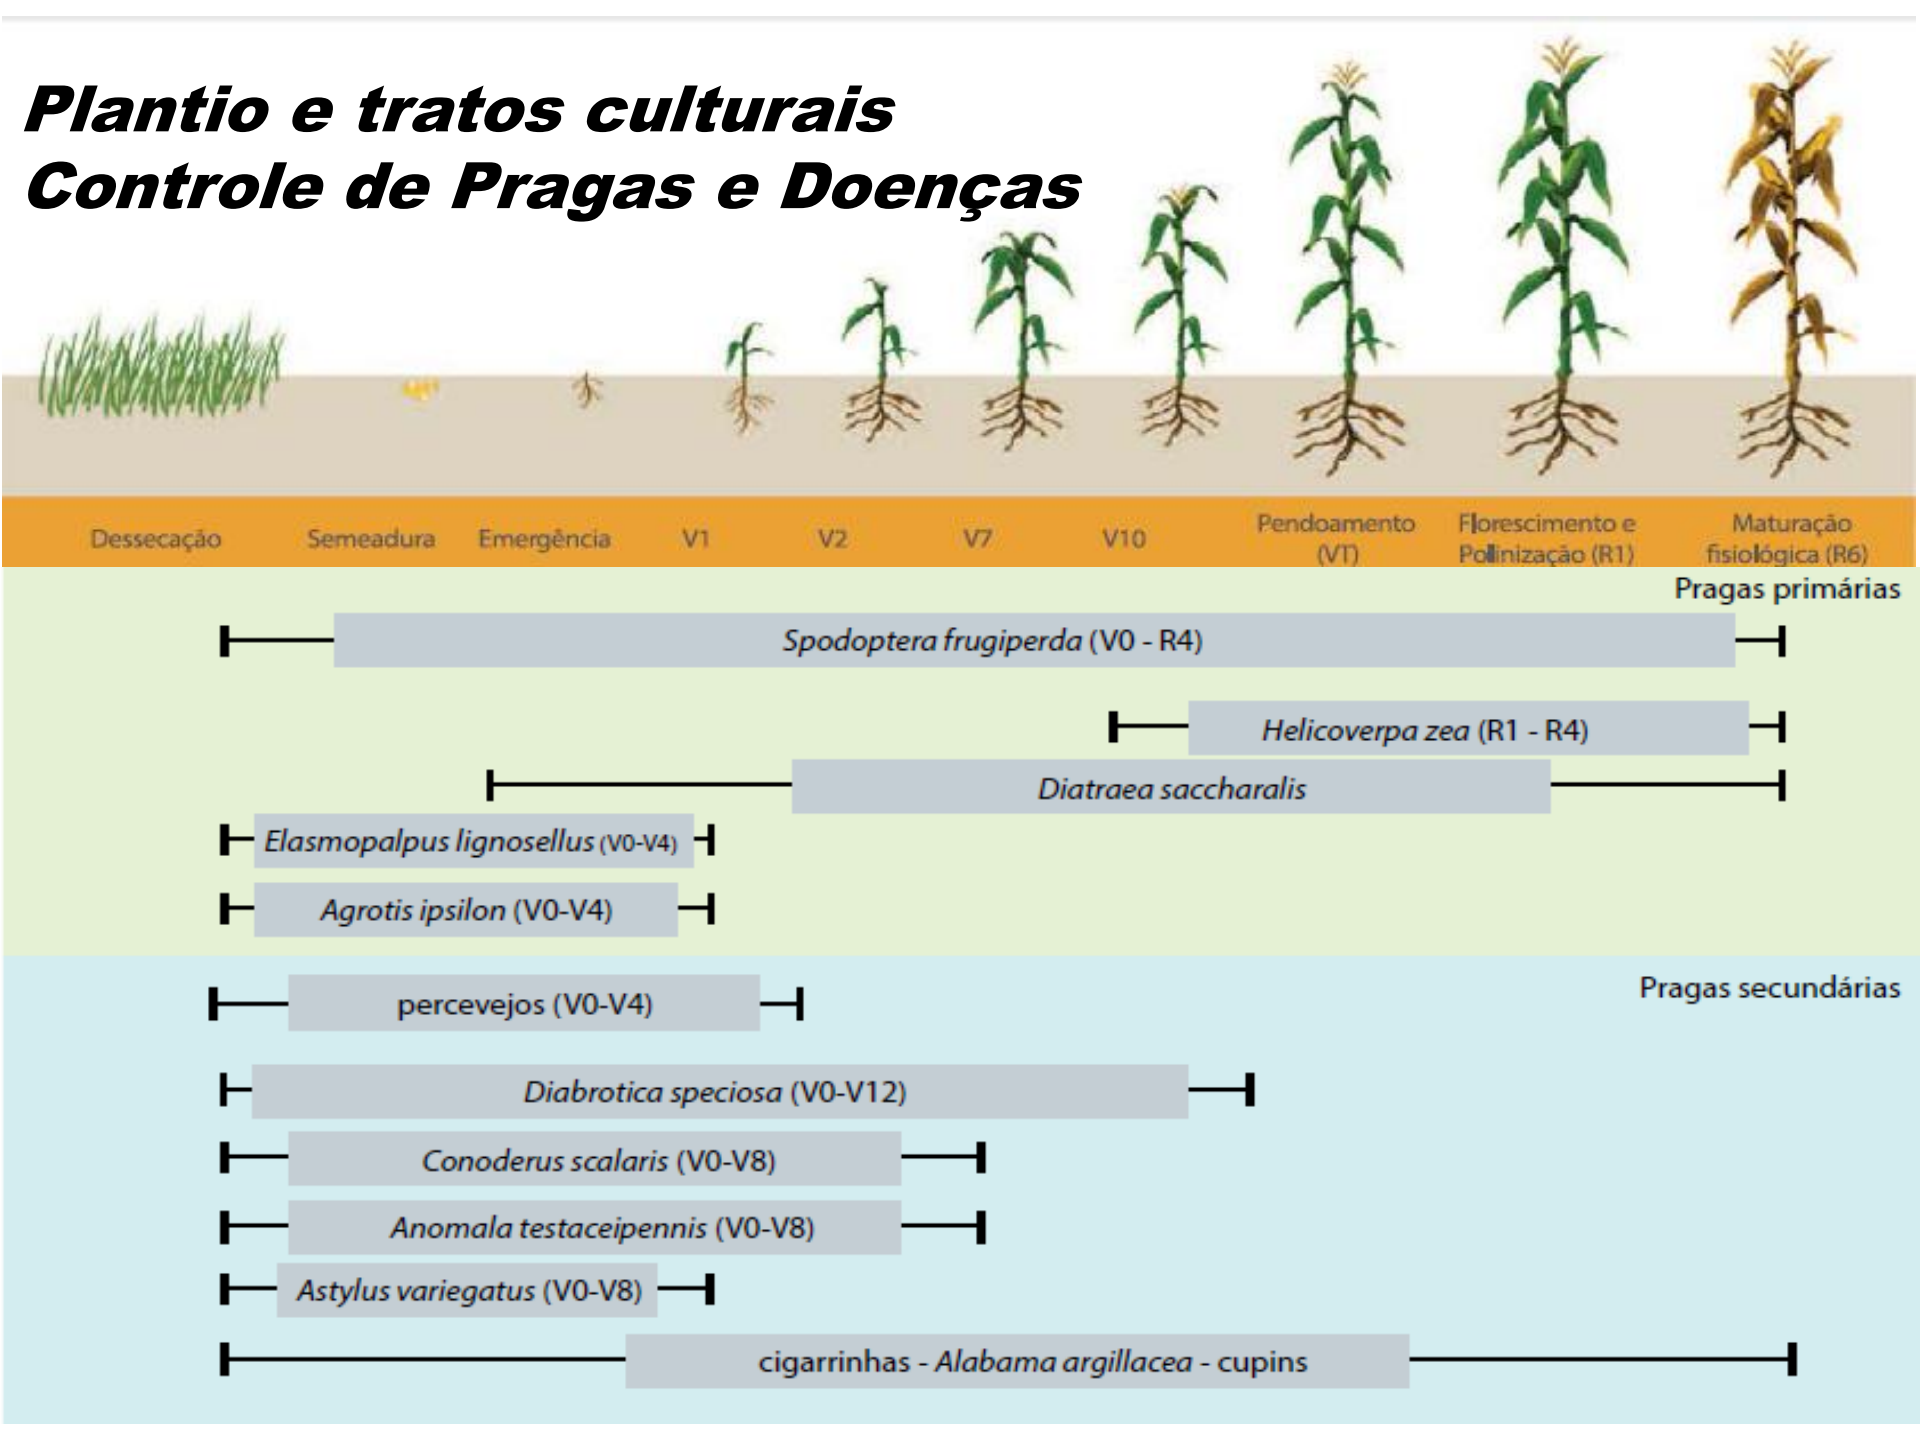 Plantio e tratos culturais
Controle de Pragas e Doenças
Dessecação
Semeadura
Emergência
V1
V2
V7
V10
Pendoamento
(VT)
Florescimento e
Polinização (R1)
Maturação
fisiológica (R6)
Pragas primárias
Spodoptera frugiperda (V0 - R4)
Helicoverpa zea (R1 - R4)
Diatraea saccharalis
Elasmopalpus lignosellus (V0-V4)
Agrotis ipsilon (V0-V4)
Pragas secundárias
percevejos (V0-V4)
Diabrotica speciosa (V0-V12)
Conoderus scalaris (V0-V8)
Anomala testaceipennis (V0-V8)
Astylus variegatus (V0-V8)
cigarrinhas - Alabama argillacea - cupins